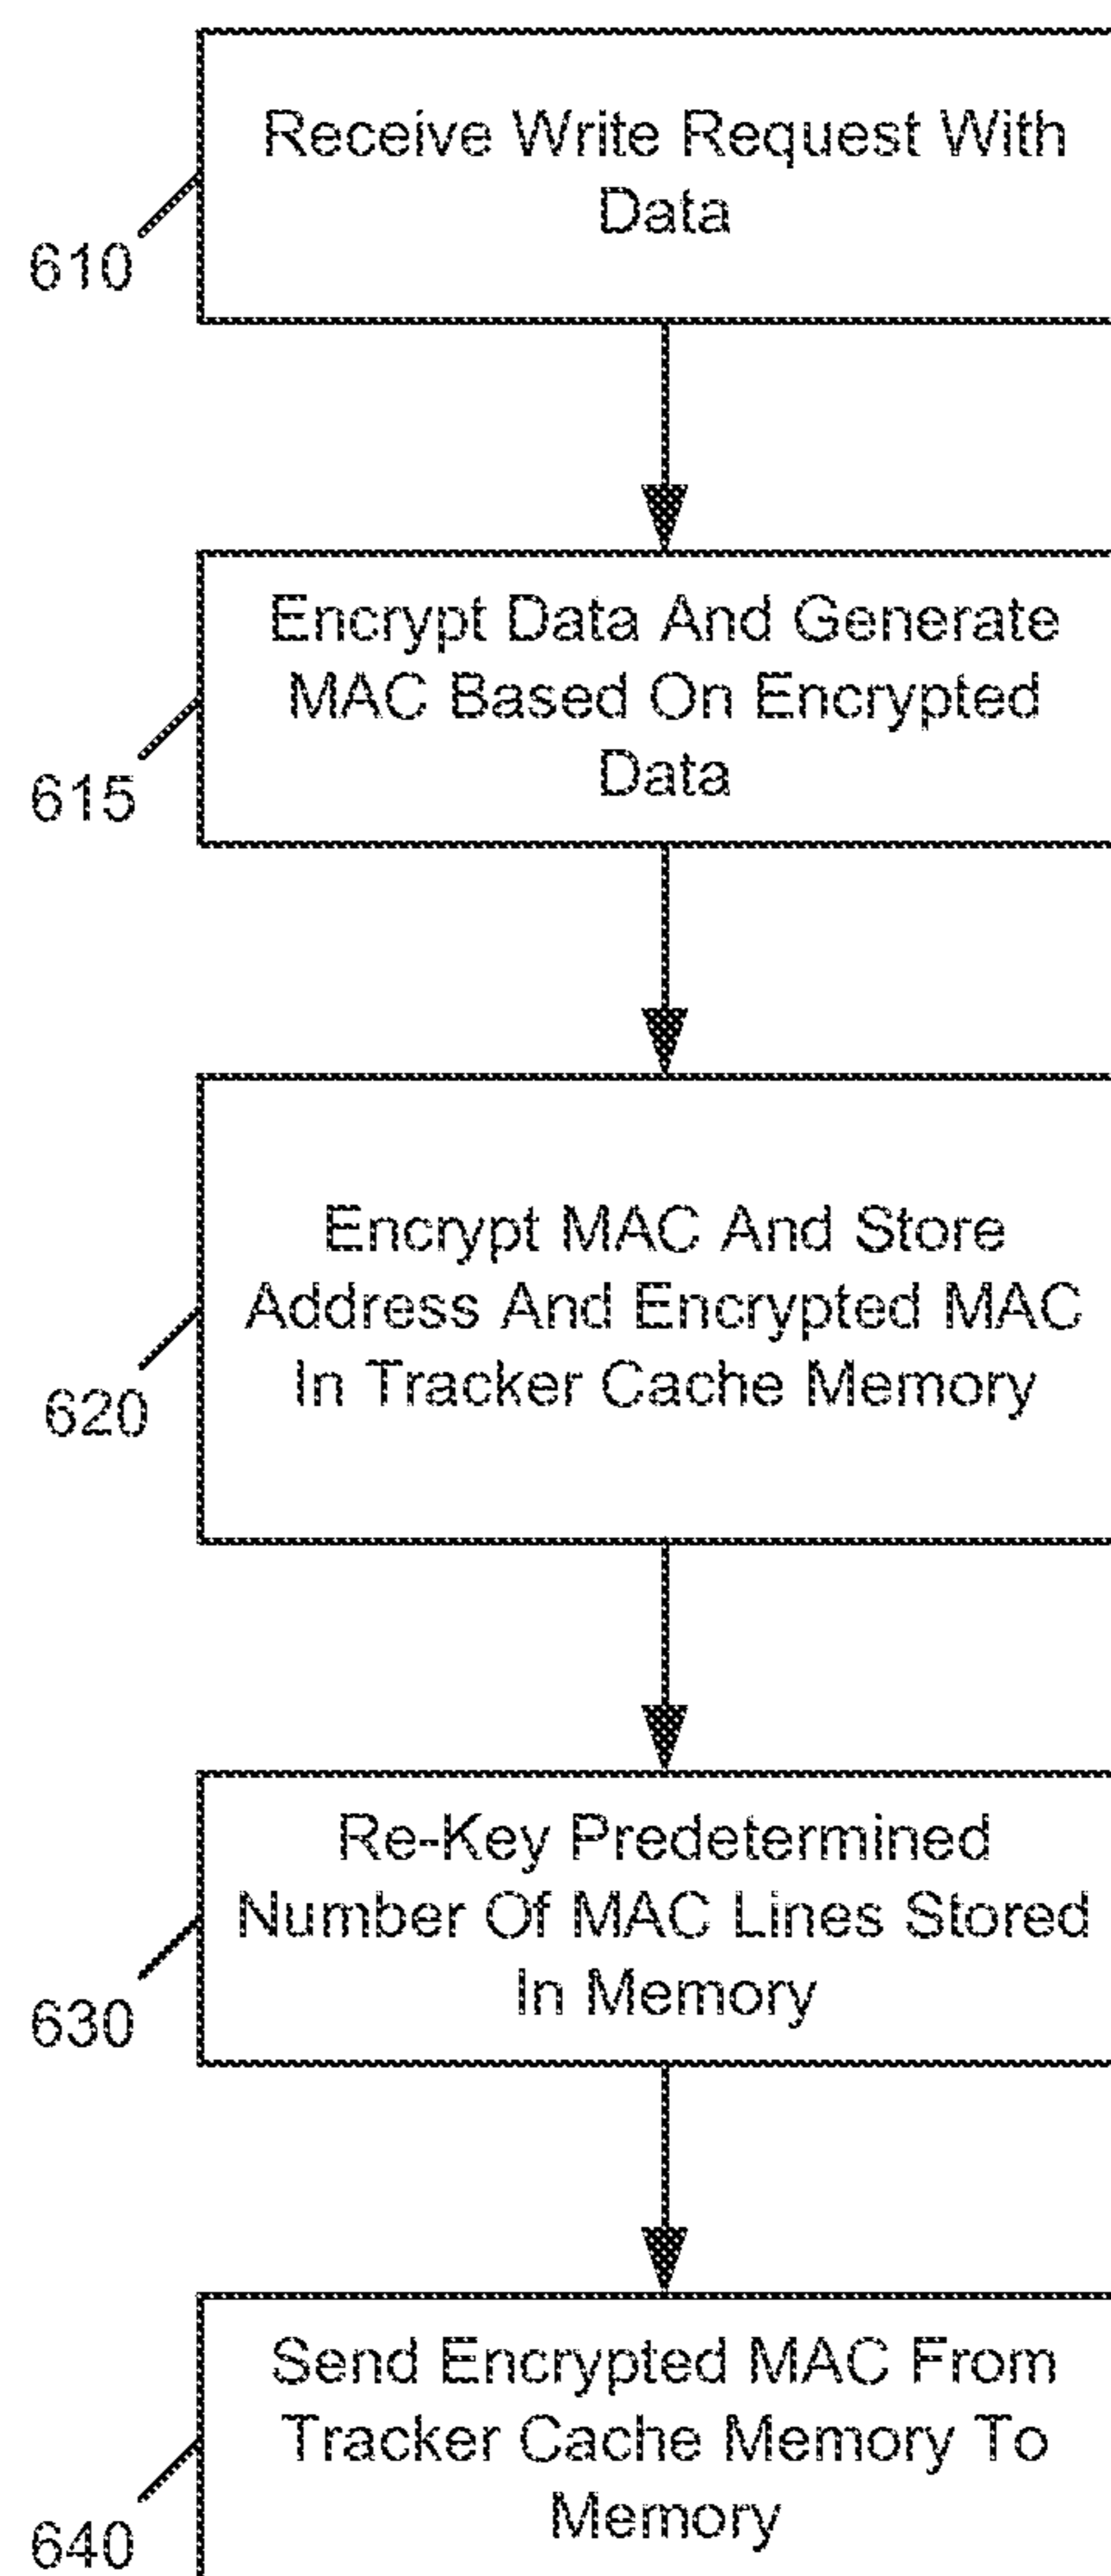 Receive Write Request With
Data
610
Encrypt Data And Generate
MAC Based On Encrypted
Data
615
Encrypt MAC And Store
Address And Encrypted MAC
In Tracker Cache Memory
620
Re-Key Predetermined
Number Of MAC Lines Stored
In Memory
630
Send Encrypted MAC From
Tracker Cache Memory To
Memory
640